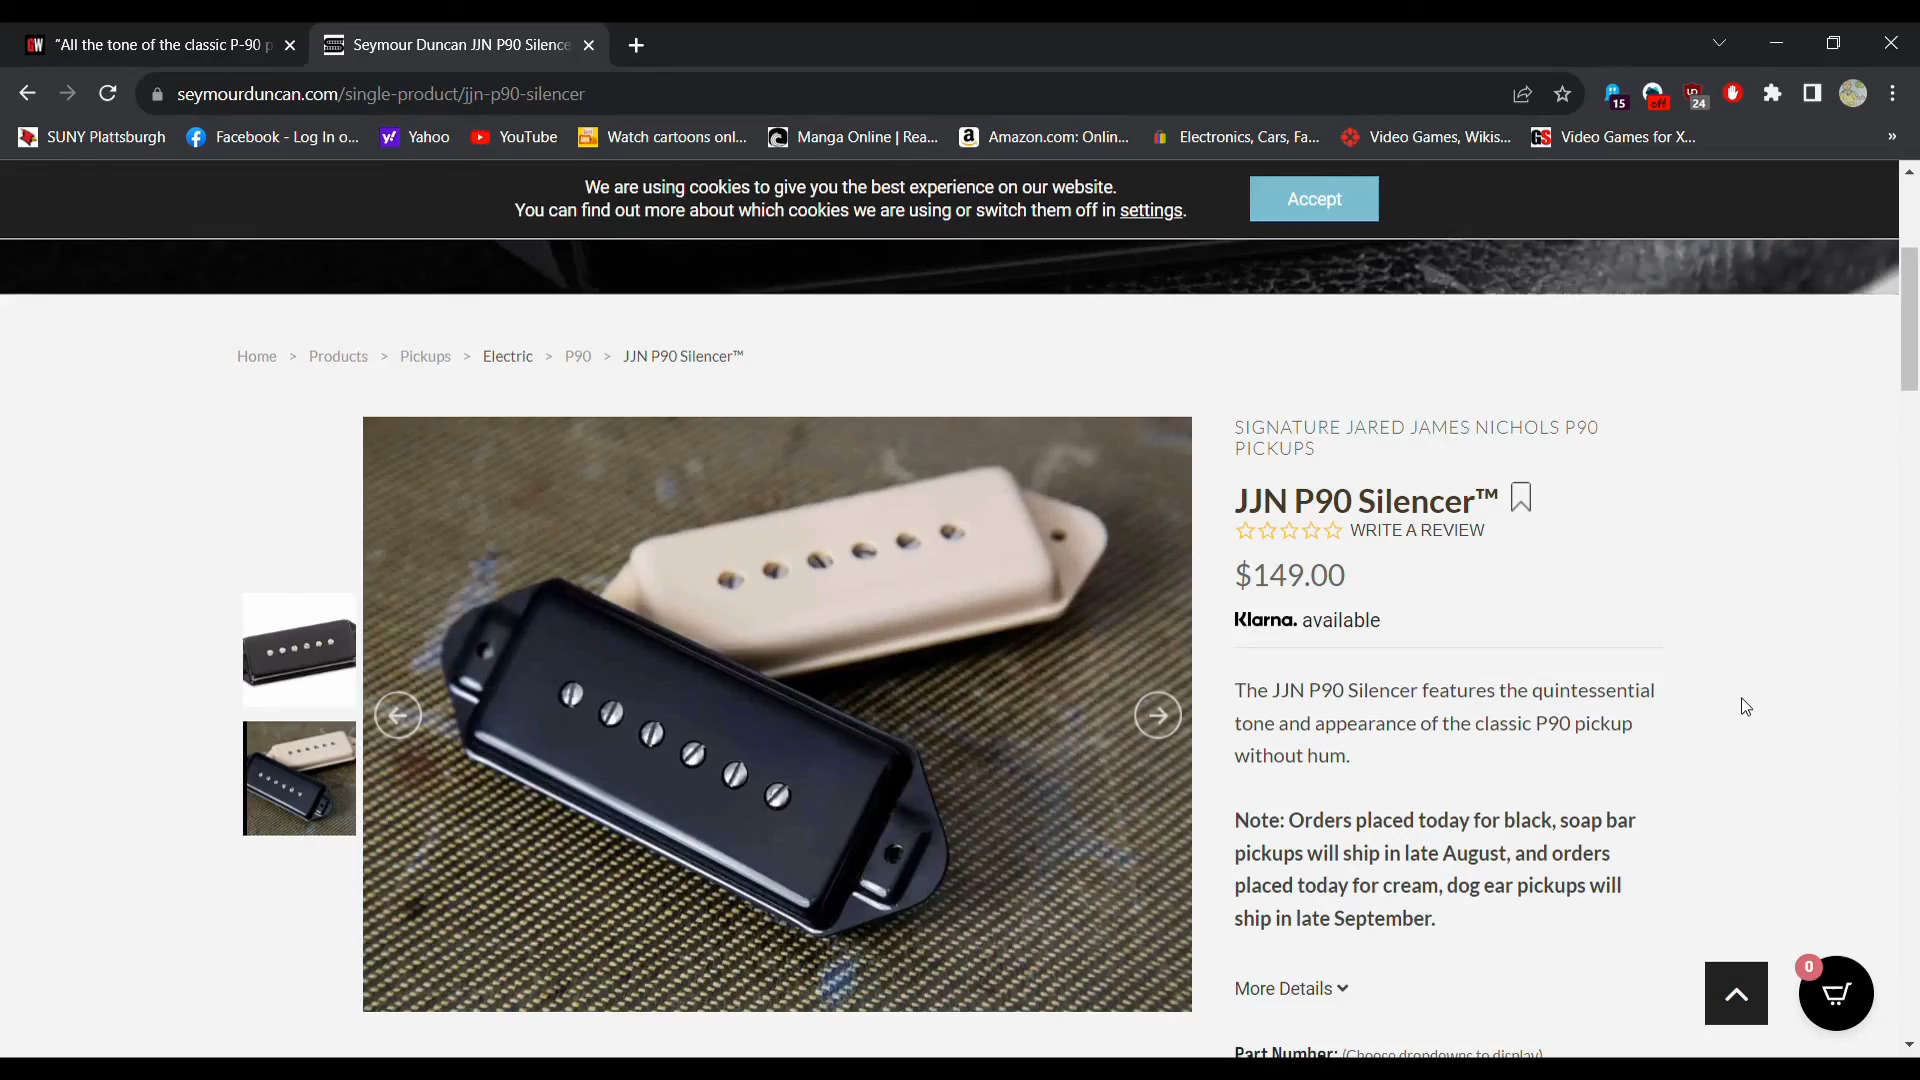 GW "All the tone of the classic P-90 p
Seymour Duncan JJN P90 Silence
seymourduncan.com/single-product/jjn-p90-silencer
15
off
24
SUNY Plattsburgh
Facebook - Log In o...
Yahoo
YouTube
Watch cartoons onl...
Manga Online | Rea...
Amazon.com: Onlin...
Electronics, Cars, Fa...
Video Games, Wikis...
GS Video Games for X...
We are using cookies to give you the best experience on our website.
You can find out more about which cookies we are using or switch them off in settings.
Accept
Home > Products > Pickups > Electric > P90 > JJN P90 Silencer™
SIGNATURE JARED JAMES NICHOLS P90
PICKUPS
JJN P90 Silencer™
WRITE A REVIEW
$149.00
Klarna. available
The JJN P90 Silencer features the quintessential
tone and appearance of the classic P90 pickup
without hum.
Note: Orders placed today for black, soap bar
pickups will ship in late August, and orders
placed today for cream, dog ear pickups will
ship in late September.
More Details
0
Part Number: (Choose dropdowns to display)